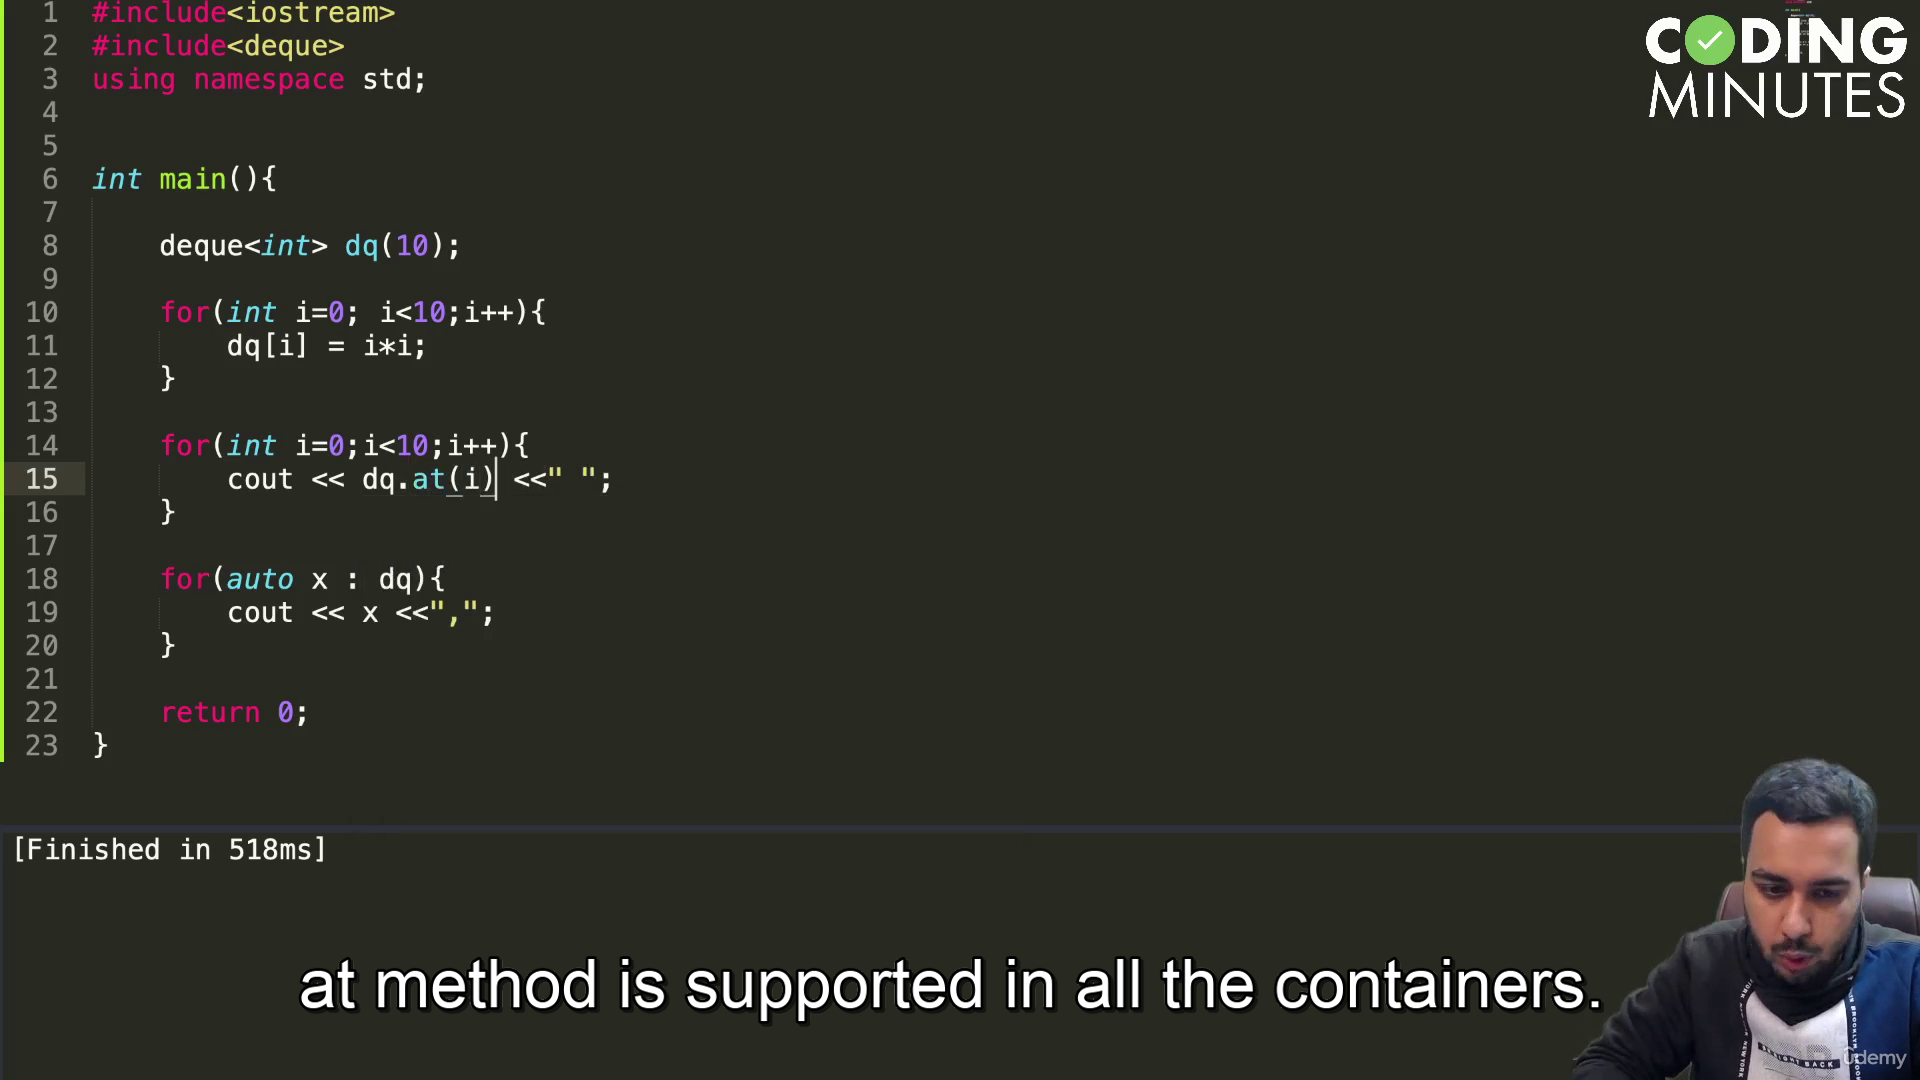 1 #include<iostream>
2 #include<deque>
3 using namespace std;
4
5
6 int main(){
7
8 deque<int> dq(10);
9
10 for(int i=0; i<10;i++){
11 dq[i] = i*i;
12 }
13
14 for(int i=0;i<10;i++){
15 cout << dq.at(i) <<" ";
16 }
17
18 for(auto x : dq){
19 cout << x <<",";
20 }
21
22 return 0;
23 }
CODING
MINUTES
[Finished in 518ms]
at method is supported in all the containers.
udemy